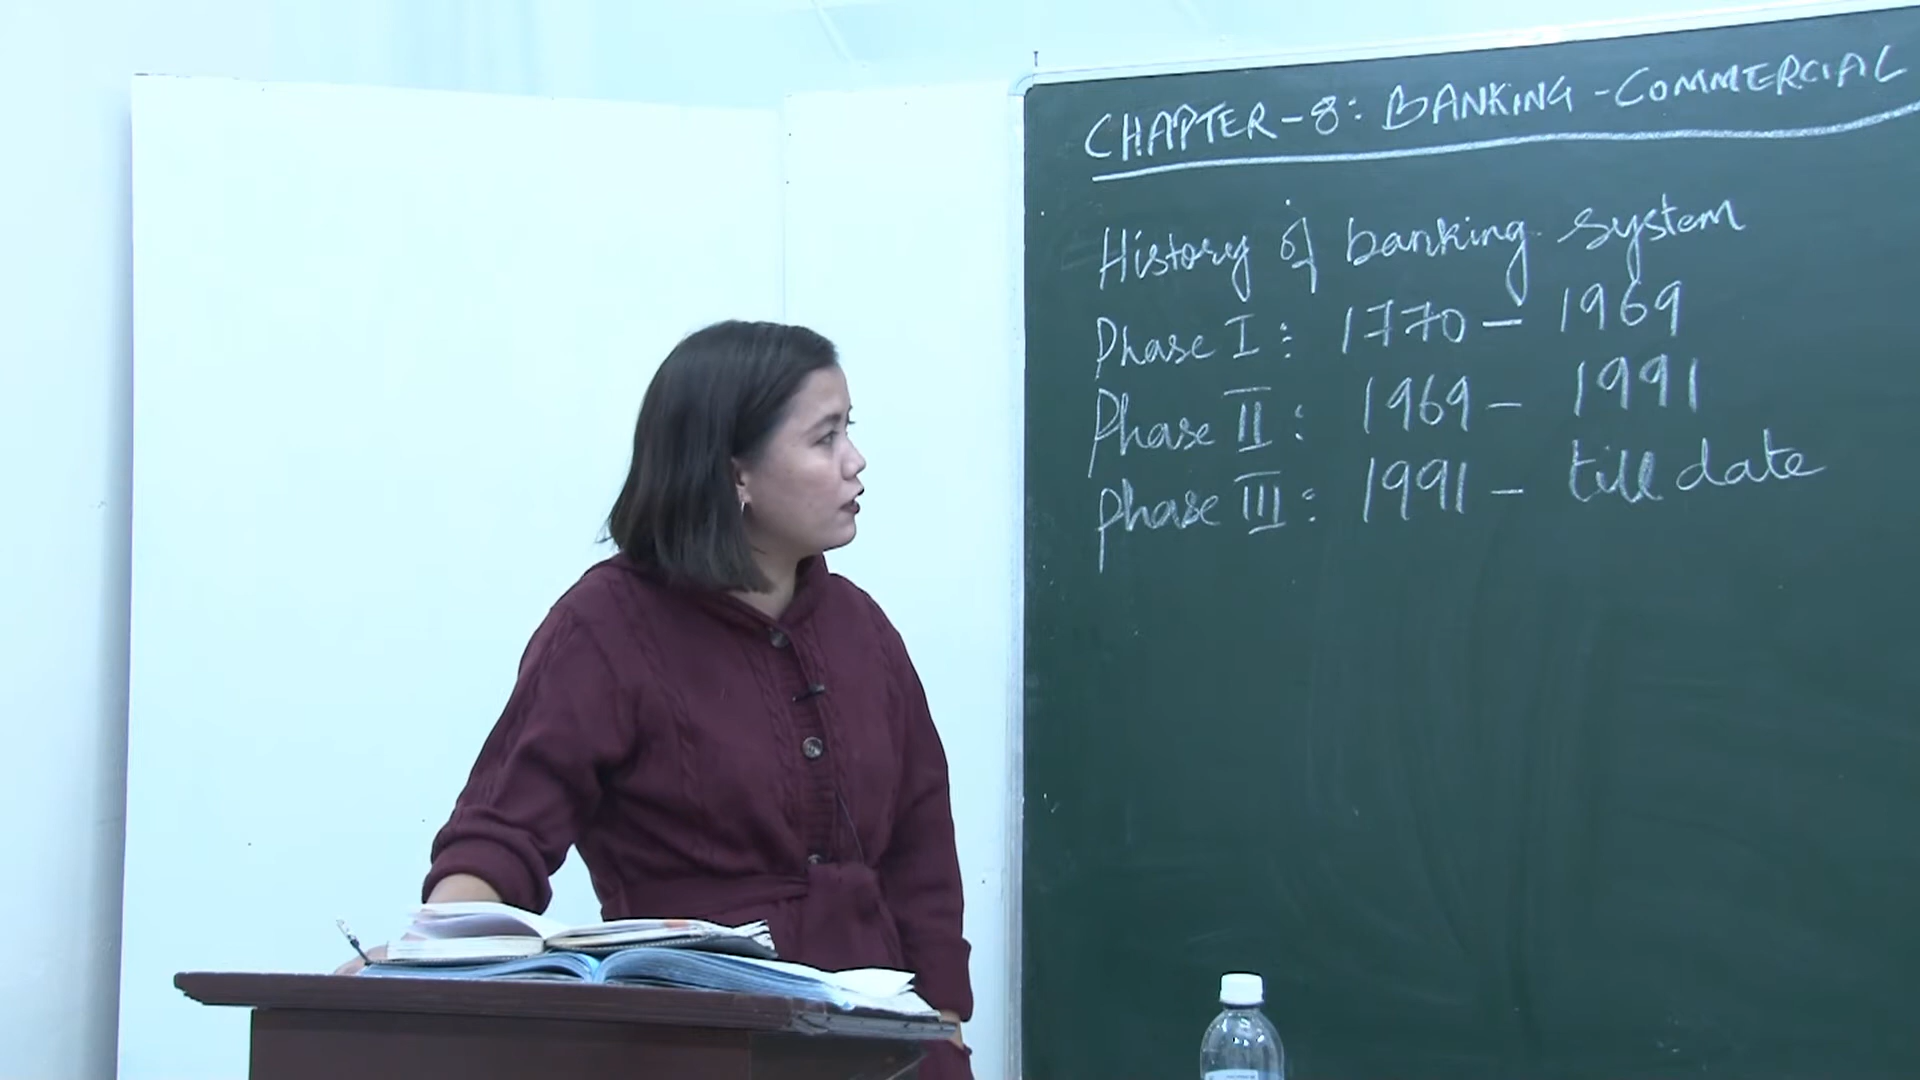 CHAPTER-8: BANKING-COMMERCIAL
History of banking system
Phase I: 1770 - 1969
Phase II: 1969 - 1991
Phase III: 1991 - till date